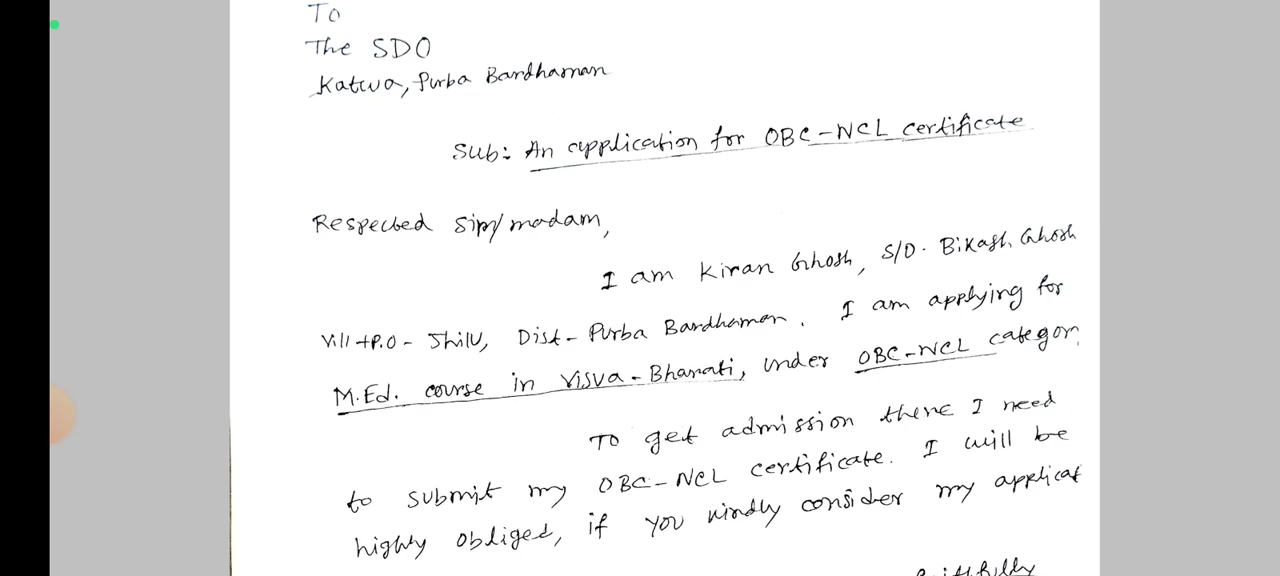 To
The SDO
Katwa, Purba Bardhaman
Sub: An application for OBC-NCL certificate
Respected Sir/madam,
I am Kiran Ghosh, S/O. Bikash Ghosh
Vill+P.O- Jhilu, Dist- Purba Bardhaman. I am applying for
M.Ed. course in Visva-Bharati, under OBC-NCL categor
To get admission there I need
to submit my OBC-NCL certificate. I will be
highly obliged, if you kindly consider my applicat